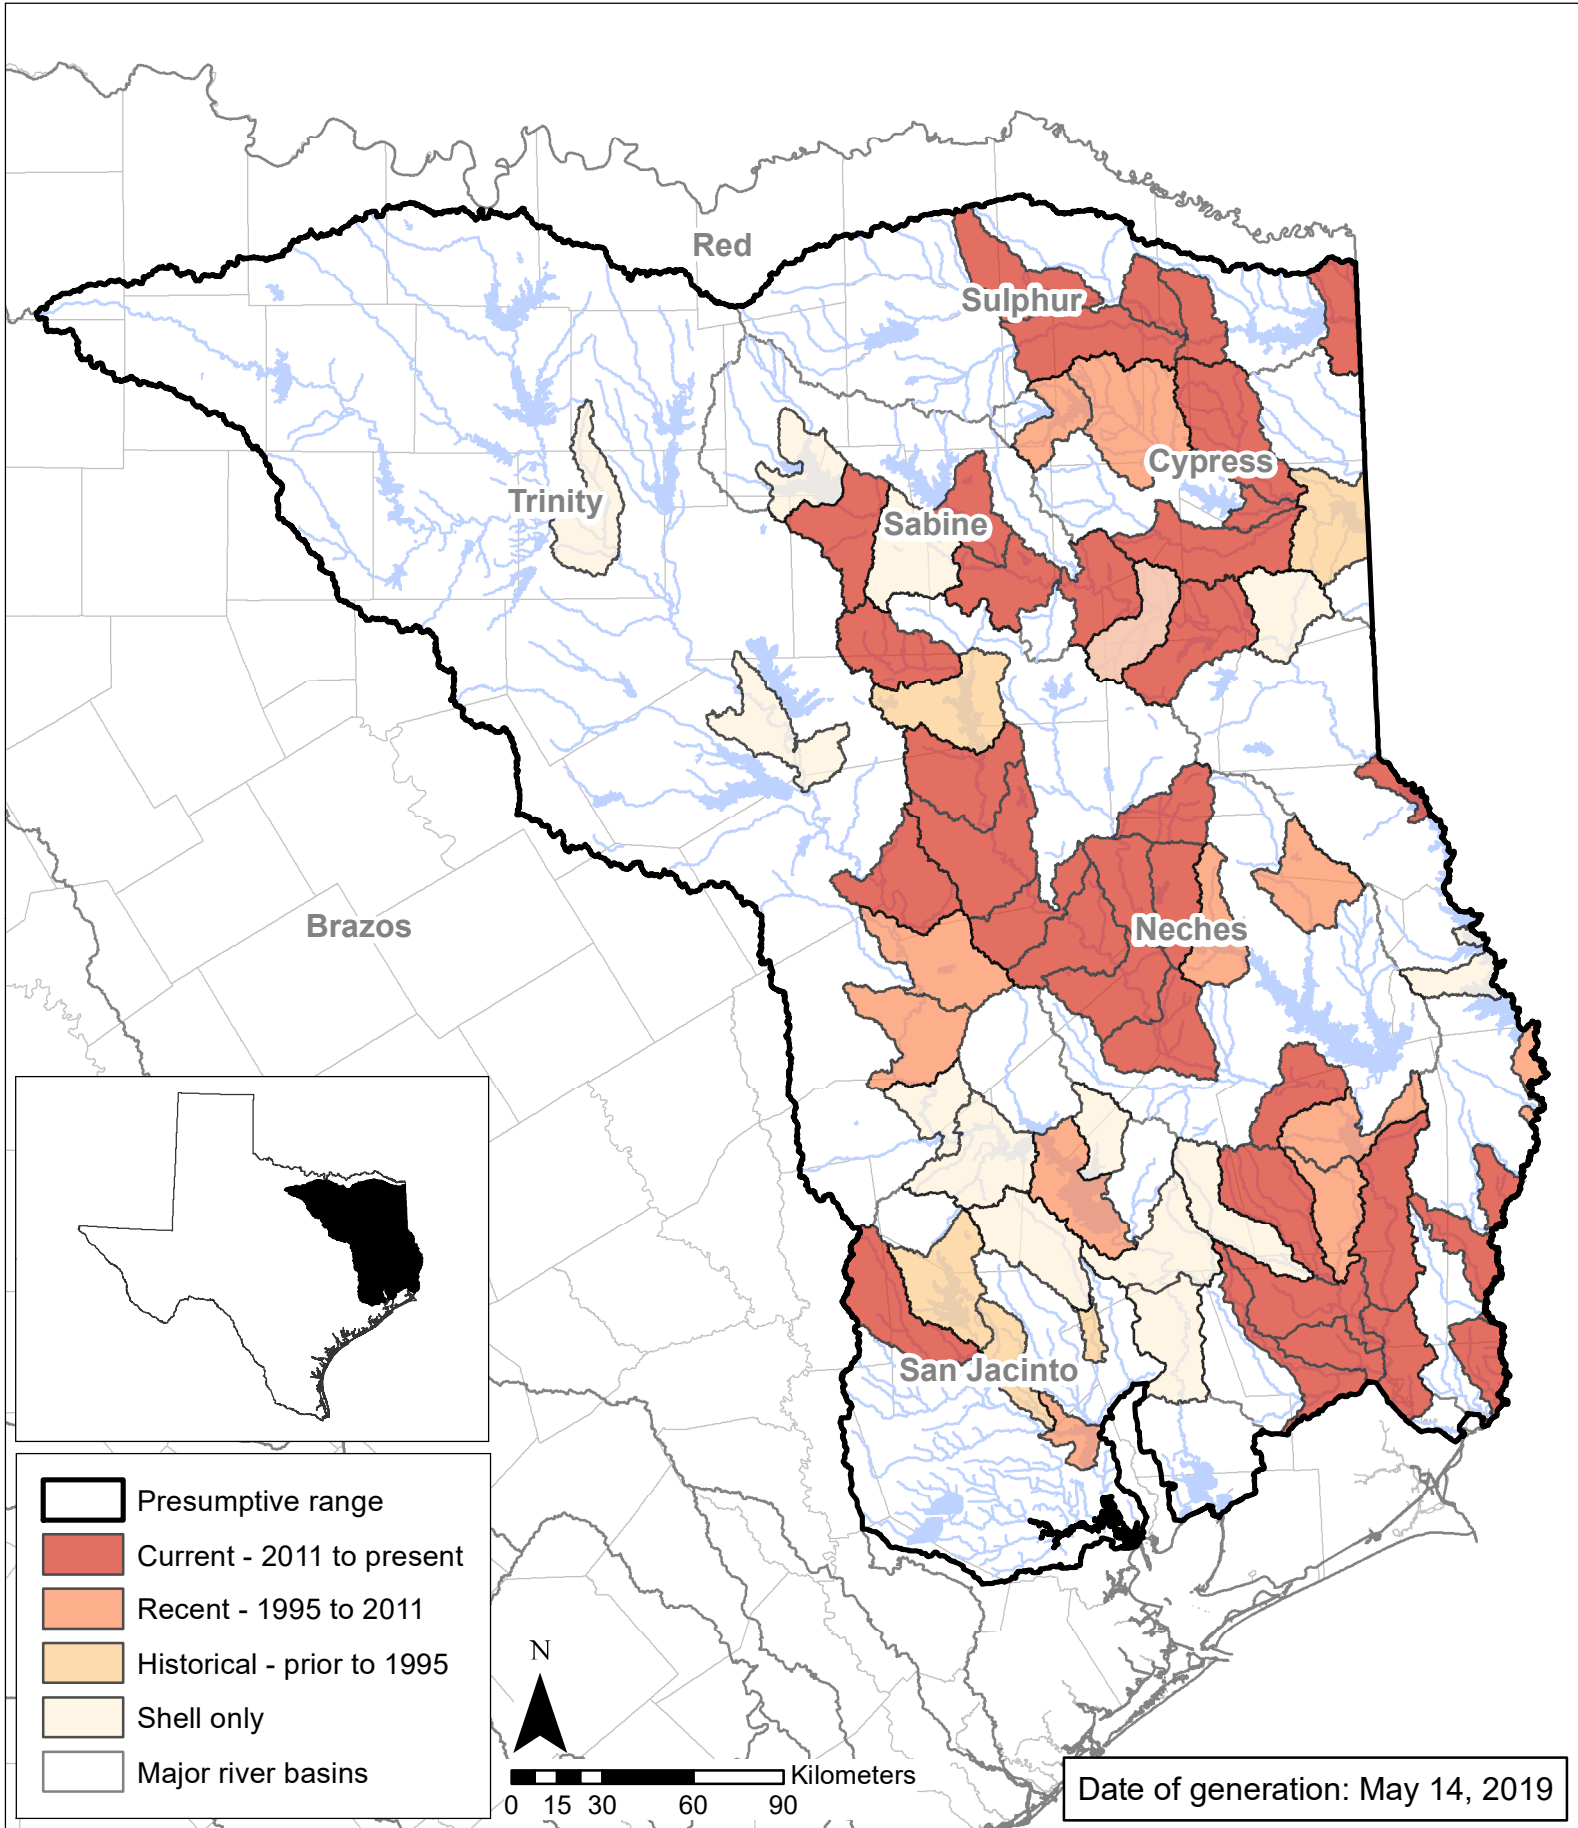 Red
Sulphur
Cypress
Trinity
Sabine
Brazos
Neches
San Jacinto
Presumptive range
Current - 2011 to present
Recent - 1995 to 2011
Historical - prior to 1995
Shell only
Major river basins
N
Kilometers
0 15 30 60 90
Date of generation: May 14, 2019